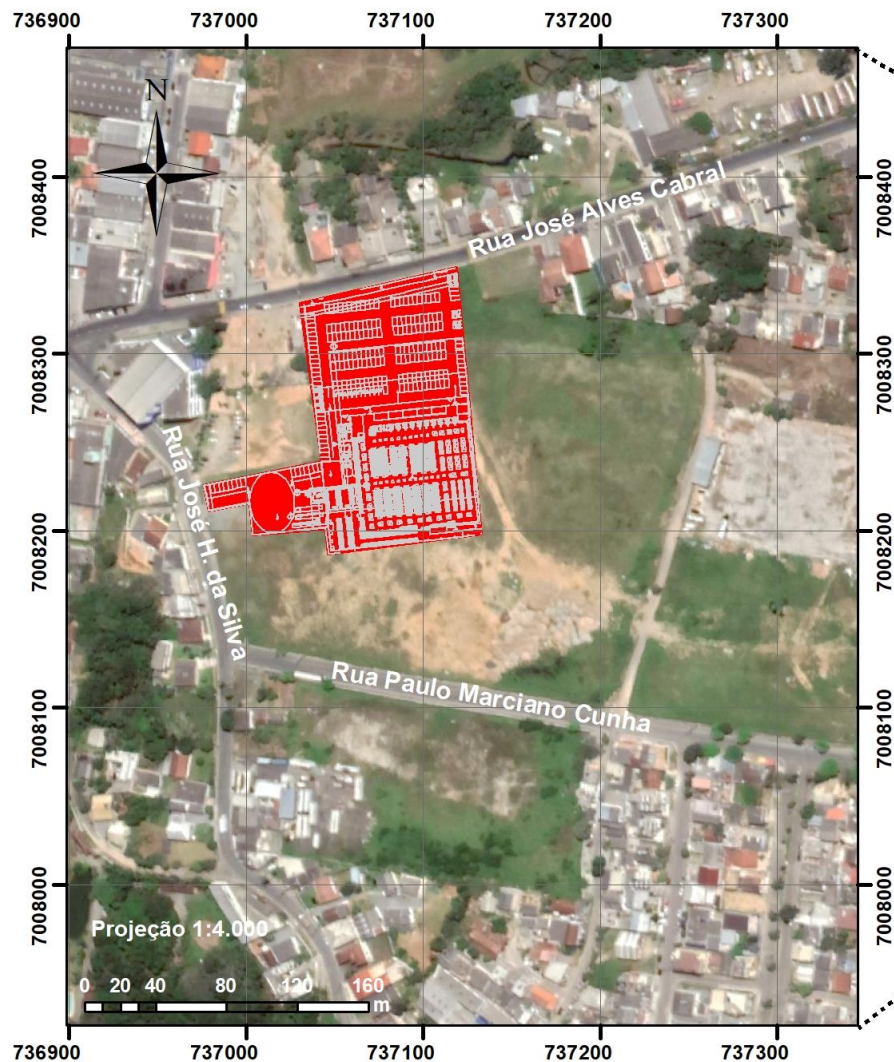 736900 737000 737100 737200 737300
N
7008400 7008400
Rua José Alves Cabral
7008300 7008300
Rua José H. da Silva
7008200 7008200
Rua Paulo Marciano Cunha
7008100 7008100
7008000 7008000
Projeção 1:4.000
0 20 40 80 120 160
m
736900 737000 737100 737200 737300